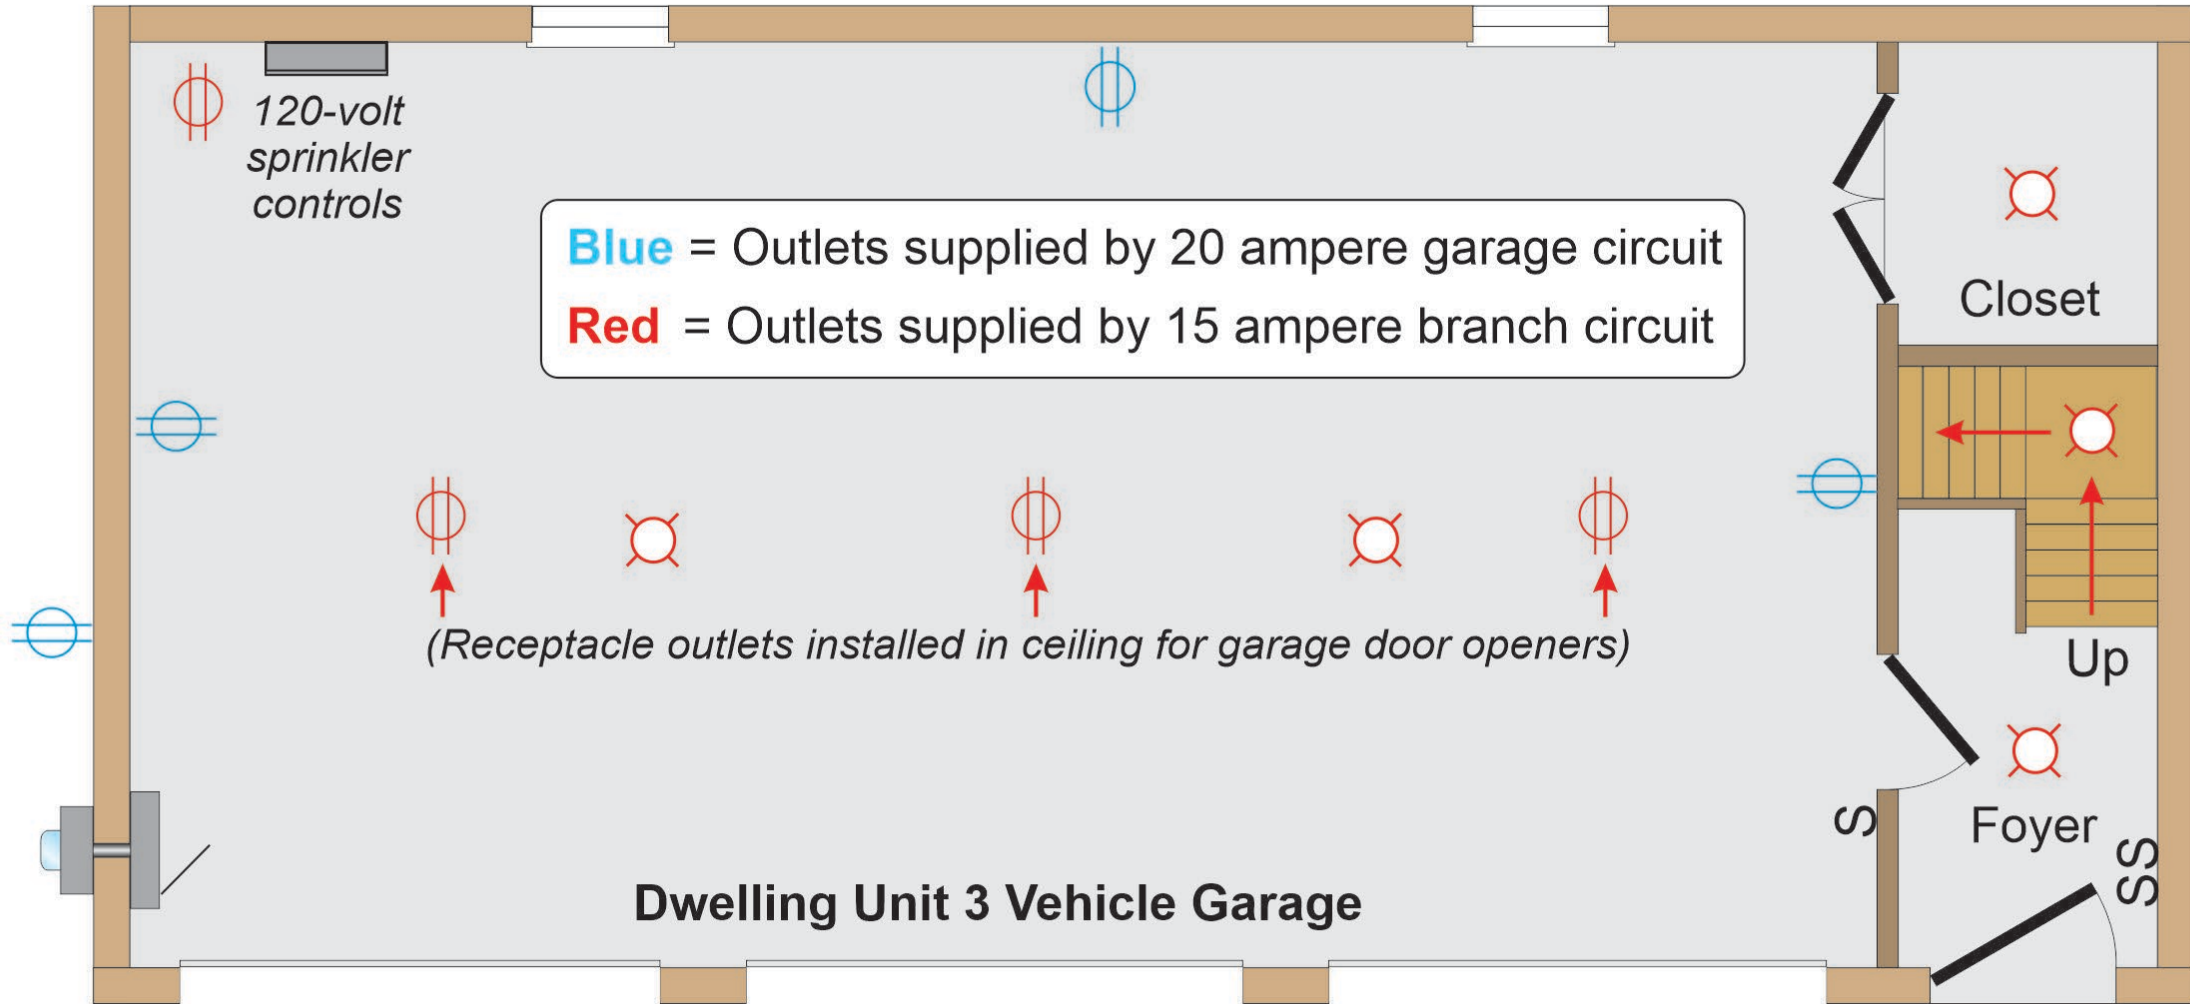 120-volt
sprinkler
controls
Blue = Outlets supplied by 20 ampere garage circuit
Red = Outlets supplied by 15 ampere branch circuit
Closet
(Receptacle outlets installed in ceiling for garage door openers)
Up
S
Foyer
SS
Dwelling Unit 3 Vehicle Garage